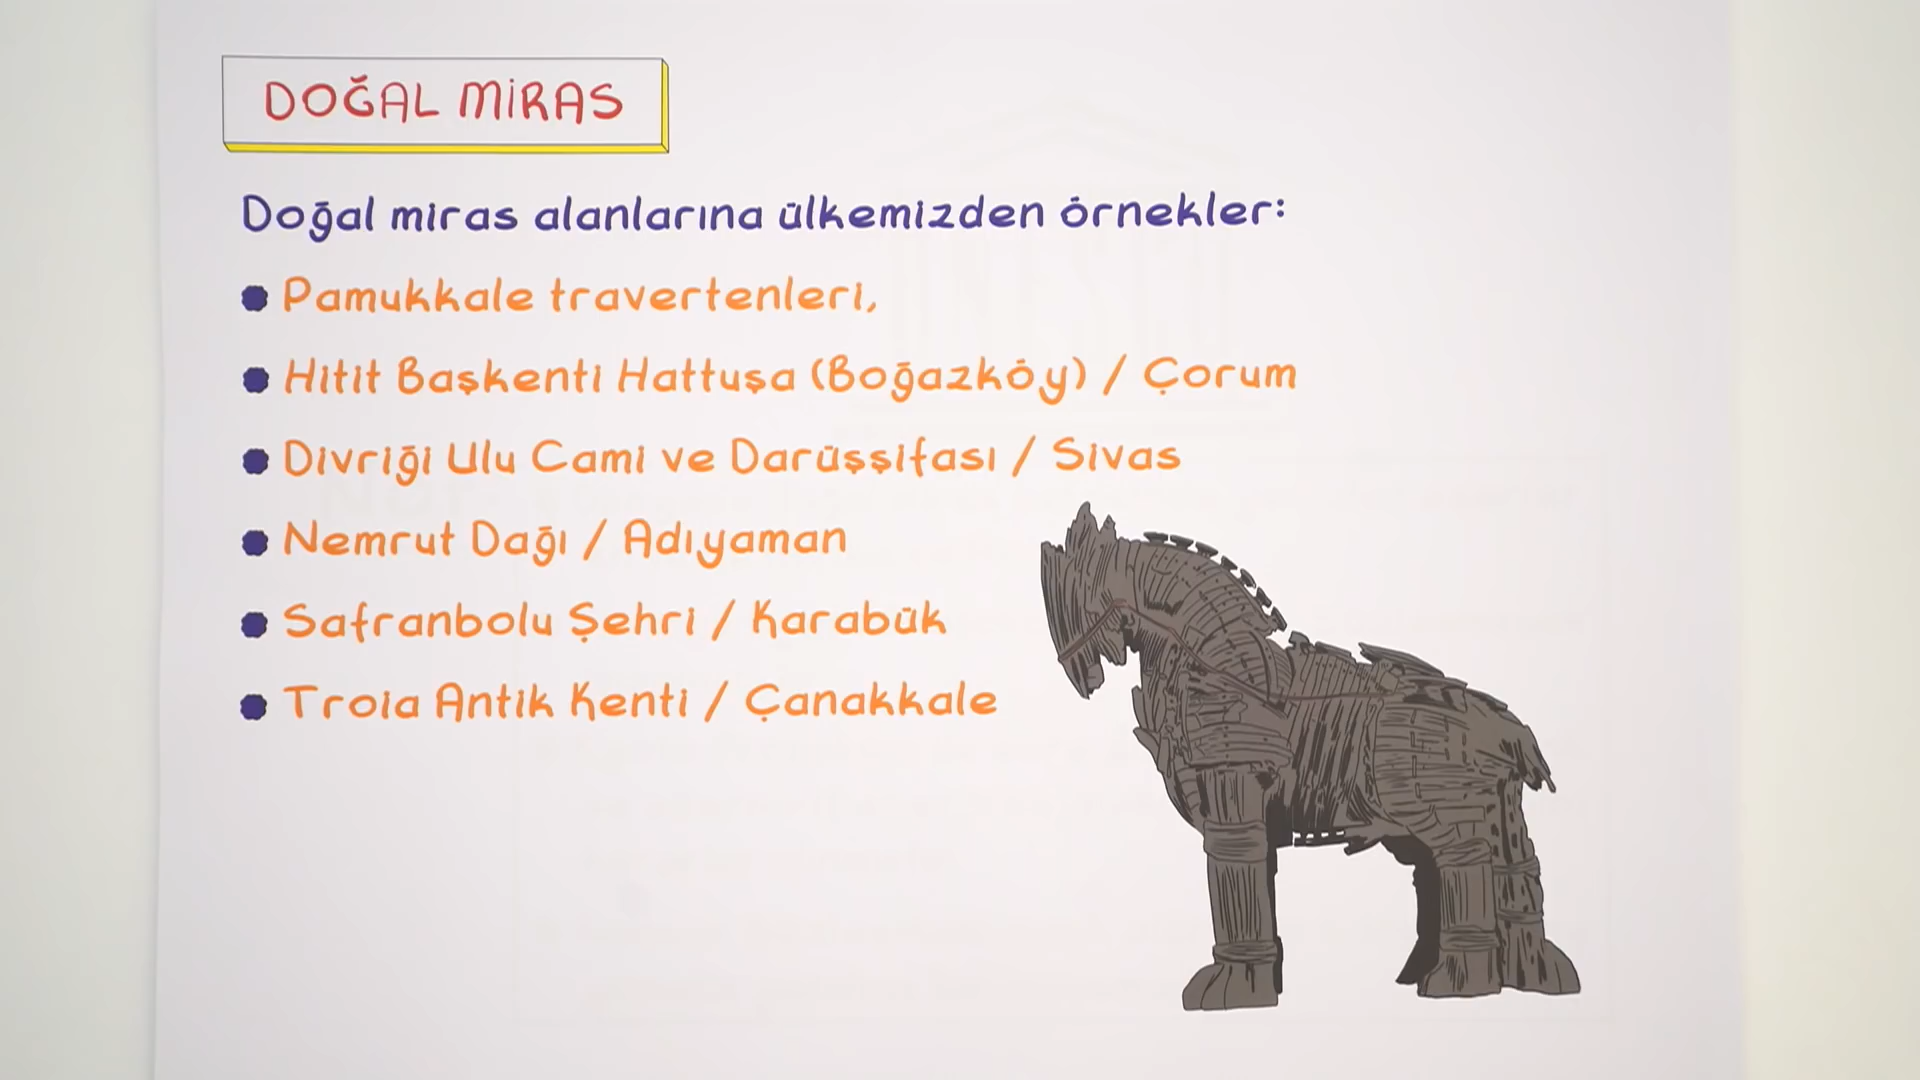 DOĞAL MİRAS
Doğal miras alanlarına ülkemizden örnekler:
Pamukkale travertenleri,
Hitit Başkenti Hattuşa (Boğazköy) / Çorum
Divriği Ulu Cami ve Darüşşifası / Sivas
Nemrut Dağı / Adıyaman
Safranbolu Şehri / Karabük
Troia Antik Kenti / Çanakkale